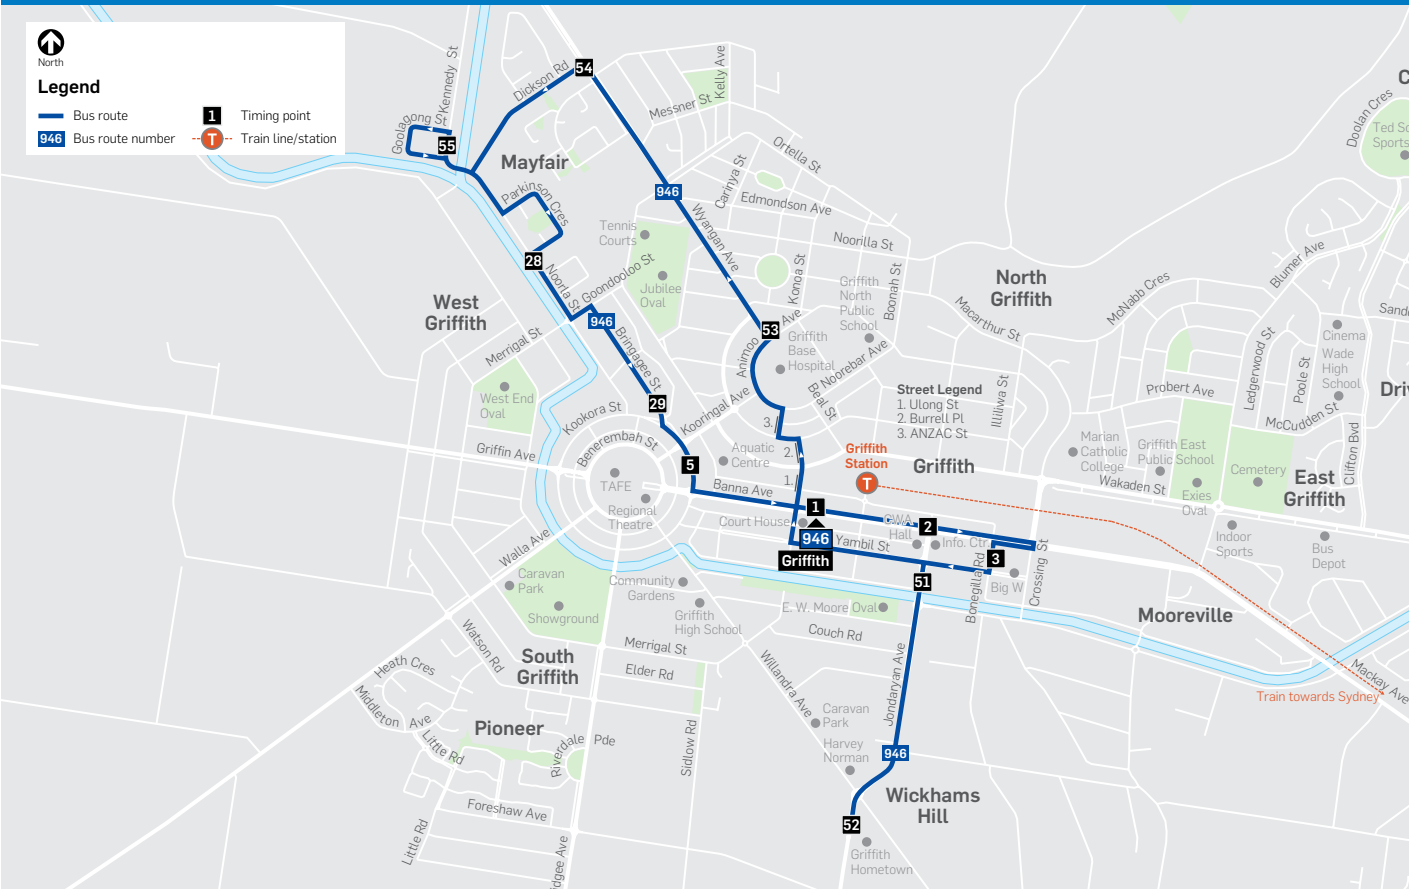 North
Legend
Bus route
946 Bus route number
1 Timing point
T Train line/station
Kennedy St
Goolagong St
55
Dickson Rd
54
Messner St
Kelly Ave
Mayfair
Parkinson Cres
946
Carinya St
Ortella St
Edmondson Ave
Wyangan Ave
Noorilla St
Tennis
Courts
28
Noorla St
Goondooloo St
Jubilee
Oval
Konoa St
Griffith
North
Public
School
Boonah St
North
Griffith
Macarthur St
McNabb Cres
Blumer Ave
Doolan Cres
C
Ted Sc
Sports
Sand
West
Griffith
Merrigal St
946
Bringagee St
53
Animoo Ave
Griffith
Base
Hospital
Noorebar Ave
Beal St
Street Legend
1. Ulong St
2. Burrell Pl
3. ANZAC St
Illiliwa St
Probert Ave
Ledgerwood St
Poole St
Cinema
Wade
High
School
McCudden St
Clifton Bvd
Driv
West End
Oval
29
Kookora St
Kooringal Ave
Benerembah St
Griffin Ave
5
Aquatic
Centre
3.
2.
1.
Griffith
Station
T
Griffith
Marian
Catholic
College
Griffith East
Public School
Wakaden St
Exies
Oval
Cemetery
East
Griffith
TAFE
Regional
Theatre
Banna Ave
Court House
1
946
Griffith
Yambil St
CWA
Hall
2
Info. Ctr
3
Big W
Bonegilla Rd
Crossing St
Indoor
Sports
Bus
Depot
Walla Ave
Caravan
Park
Showground
Community
Gardens
Griffith
High School
E. W. Moore Oval
51
Couch Rd
Mooreville
Watson Rd
South
Griffith
Merrigal St
Elder Rd
Willandra Ave
Jondaryan Ave
Mackay Ave
Train towards Sydney
Heath Cres
Middleton Ave
Little Rd
Pioneer
Riverdale Pde
Sidlow Rd
Caravan
Park
Harvey
Norman
946
Wickhams
Hill
52
Foreshaw Ave
Little Rd
idgee Ave
Griffith
Hometown